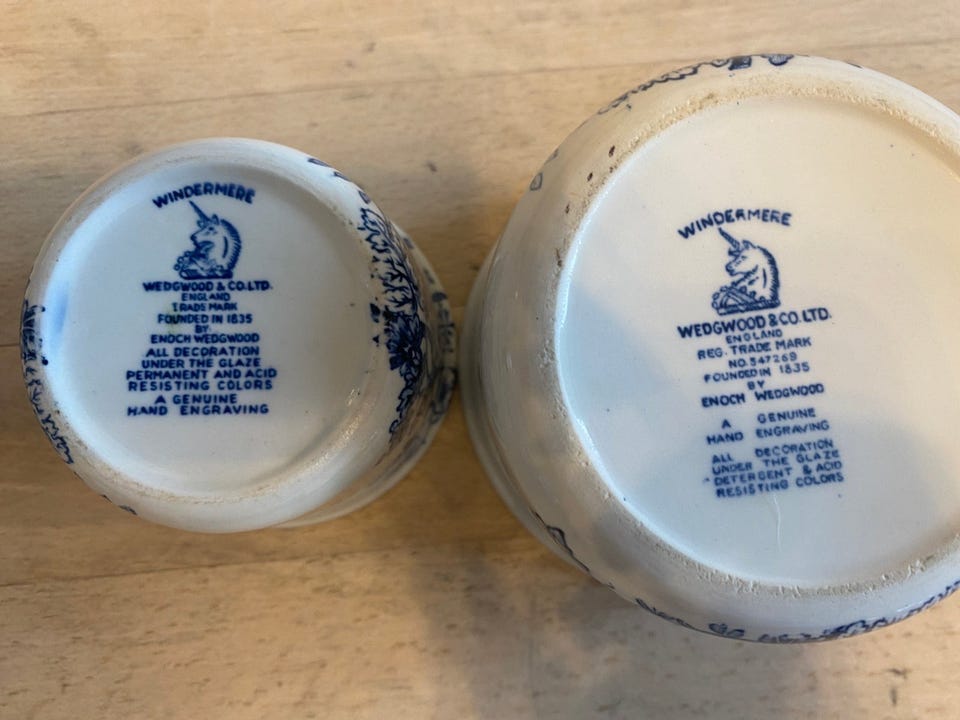 WINDERMERE
WEDGWOOD & CO. LTD.
ENGLAND
TRADE MARK
FOUNDED IN 1835
BY
ENOCH WEDGWOOD
ALL DECORATION
UNDER THE GLAZE
PERMANENT AND ACID
RESISTING COLORS
A GENUINE
HAND ENGRAVING
WINDERMERE
WEDGWOOD & CO. LTD.
ENGLAND
REG. TRADE MARK
NO. 547269
FOUNDED IN 1835
BY
ENOCH WEDGWOOD
A GENUINE
HAND ENGRAVING
ALL DECORATION
UNDER THE GLAZE
DETERGENT & ACID
RESISTING COLORS